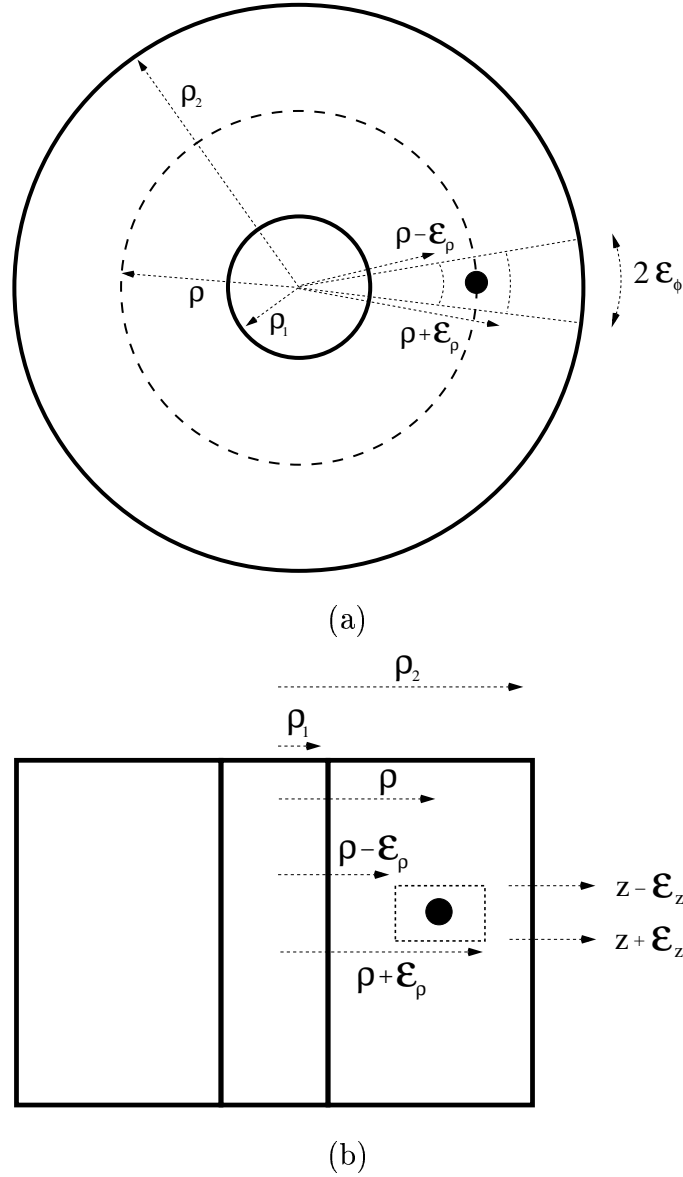 ρ₂
ρ−ε_ρ
2 ε_ϕ
ρ
ρ₁
ρ+ε_ρ
(a)
ρ₂
ρ₁
ρ
ρ−ε_ρ
z − ε_z
z + ε_z
ρ+ε_ρ
(b)